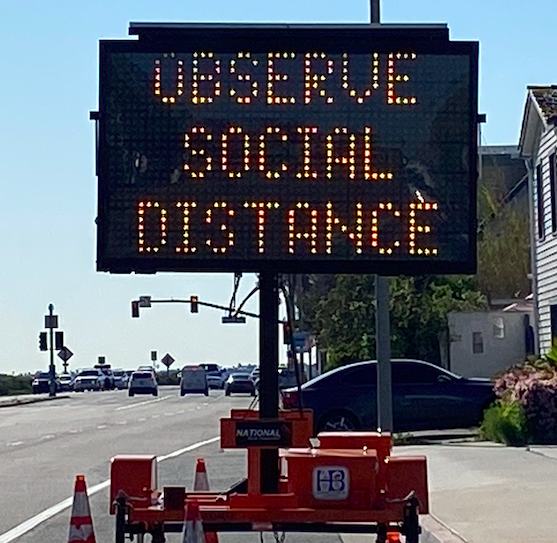 OBSERVE
SOCIAL
DISTANCE
NATIONAL
HB